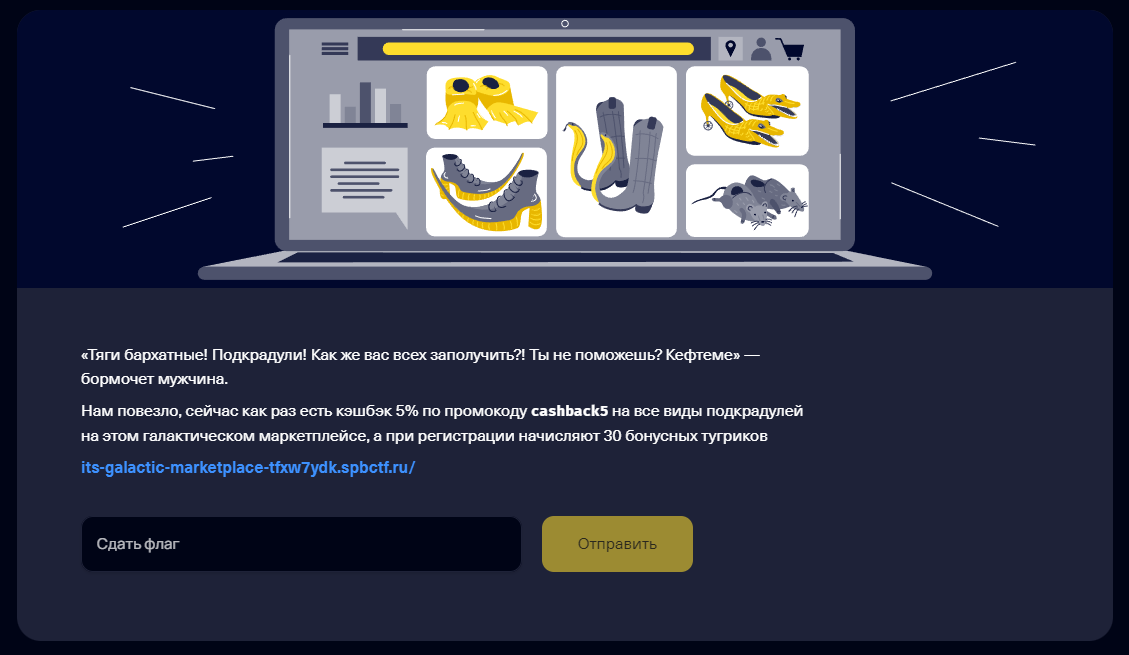 «Тяги бархатные! Подкрадули! Как же вас всех заполучить?! Ты не поможешь? Кефтеме» —
бормочет мужчина.
Нам повезло, сейчас как раз есть кэшбэк 5% по промокоду cashback5 на все виды подкрадулей
на этом галактическом маркетплейсе, а при регистрации начисляют 30 бонусных тугриков
its-galactic-marketplace-tfxw7ydk.spbctf.ru/
Сдать флаг
Отправить